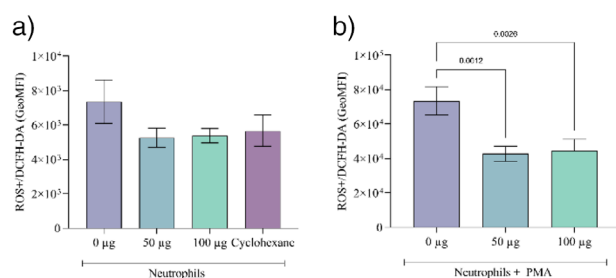 a)
ROS+/DCFH-DA (GeoMFI)
1×10⁴
8×10³
6×10³
4×10³
2×10³
0
0 µg
50 µg
100 µg
Cyclohexanc
Neutrophils
b)
ROS+/DCFH-DA (GeoMFI)
1×10⁵
8×10⁴
6×10⁴
4×10⁴
2×10⁴
0
0.0026
0.0012
0 µg
50 µg
100 µg
Neutrophils + PMA